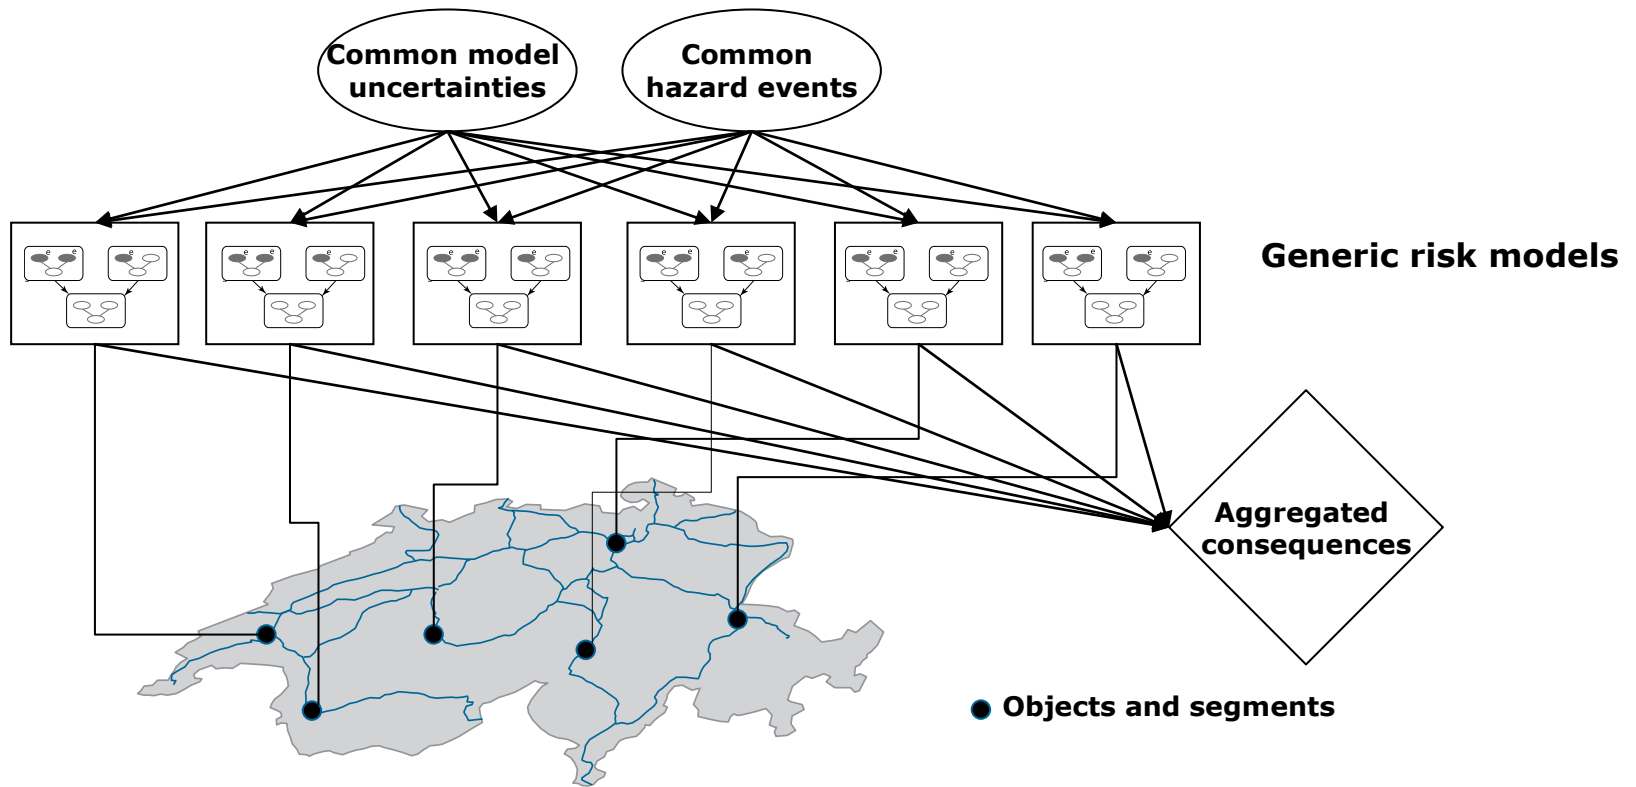 Common model
uncertainties
Common
hazard events
e
e
e
e
e
e
e
e
e
e
e
e
Generic risk models
Aggregated
consequences
Objects and segments